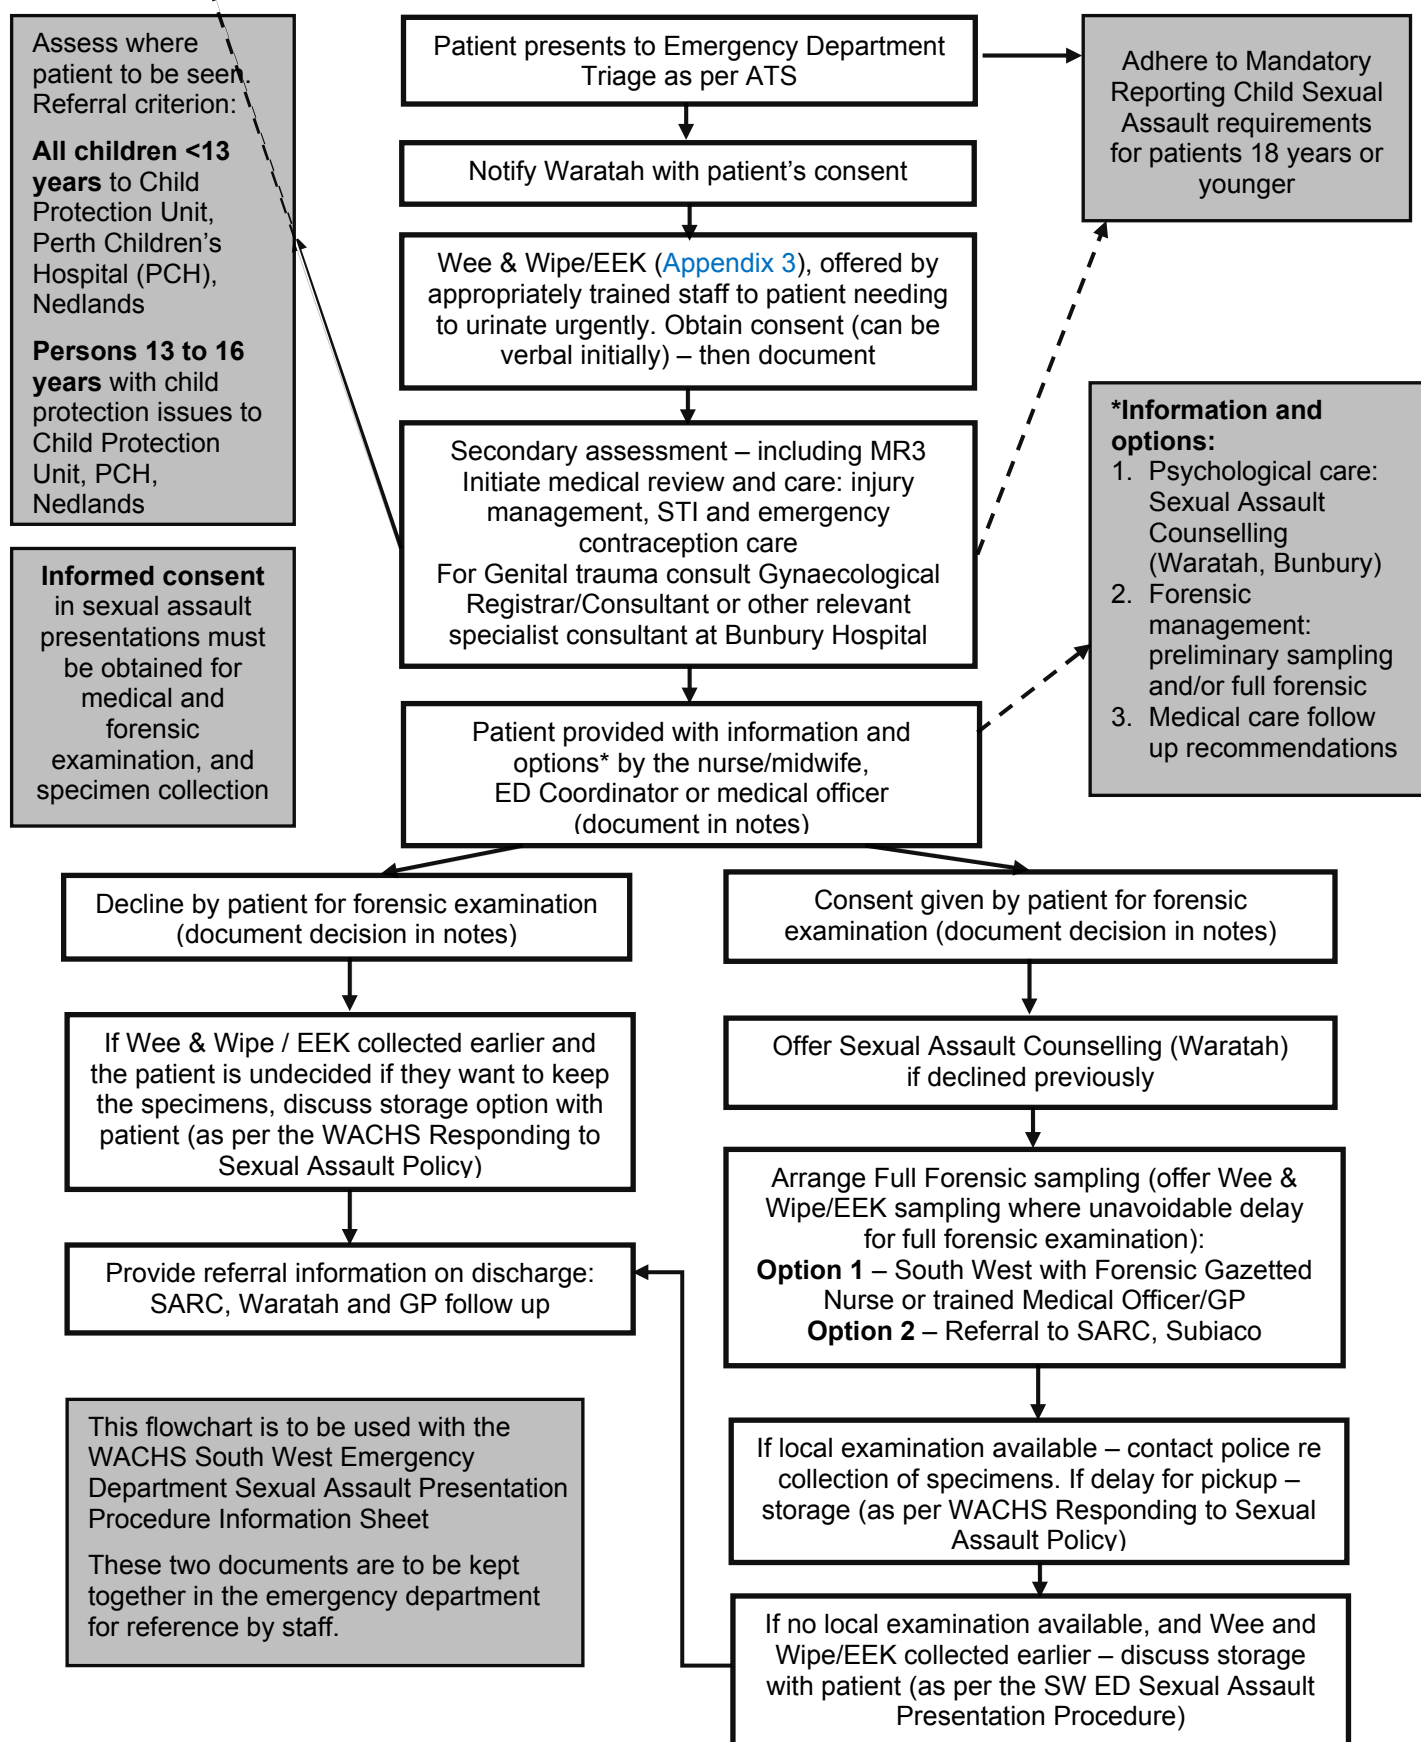 Patient presents to Emergency Department
Triage as per ATS
Adhere to Mandatory
Reporting Child Sexual
Assault requirements
for patients 18 years or
younger
Assess where
patient to be seen.
Referral criterion:
All children <13
years to Child
Protection Unit,
Perth Children’s
Hospital (PCH),
Nedlands
Persons 13 to 16
years with child
protection issues to
Child Protection
Unit, PCH,
Nedlands
Notify Waratah with patient’s consent
Wee & Wipe/EEK (Appendix 3), offered by
appropriately trained staff to patient needing
to urinate urgently. Obtain consent (can be
verbal initially) – then document
Secondary assessment – including MR3
Initiate medical review and care: injury
management, STI and emergency
contraception care
For Genital trauma consult Gynaecological
Registrar/Consultant or other relevant
specialist consultant at Bunbury Hospital
*Information and
options:
1. Psychological care:
Sexual Assault
Counselling
(Waratah, Bunbury)
2. Forensic
management:
preliminary sampling
and/or full forensic
3. Medical care follow
up recommendations
Informed consent
in sexual assault
presentations must
be obtained for
medical and
forensic
examination, and
specimen collection
Patient provided with information and
options* by the nurse/midwife,
ED Coordinator or medical officer
(document in notes)
Decline by patient for forensic examination
(document decision in notes)
If Wee & Wipe / EEK collected earlier and
the patient is undecided if they want to keep
the specimens, discuss storage option with
patient (as per the WACHS Responding to
Sexual Assault Policy)
Provide referral information on discharge:
SARC, Waratah and GP follow up
Consent given by patient for forensic
examination (document decision in notes)
Offer Sexual Assault Counselling (Waratah)
if declined previously
Arrange Full Forensic sampling (offer Wee &
Wipe/EEK sampling where unavoidable delay
for full forensic examination):
Option 1 – South West with Forensic Gazetted
Nurse or trained Medical Officer/GP
Option 2 – Referral to SARC, Subiaco
If local examination available – contact police re
collection of specimens. If delay for pickup –
storage (as per WACHS Responding to Sexual
Assault Policy)
If no local examination available, and Wee and
Wipe/EEK collected earlier – discuss storage
with patient (as per the SW ED Sexual Assault
Presentation Procedure)
This flowchart is to be used with the
WACHS South West Emergency
Department Sexual Assault Presentation
Procedure Information Sheet
These two documents are to be kept
together in the emergency department
for reference by staff.